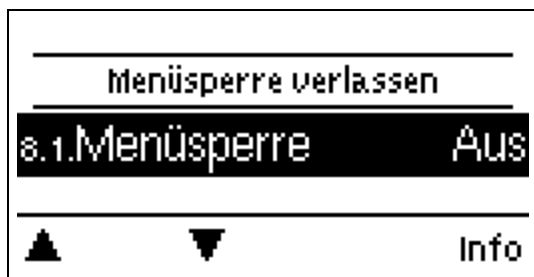 Menüsperre verlassen
8.1.Menüsperre Aus
▲ ▼ Info